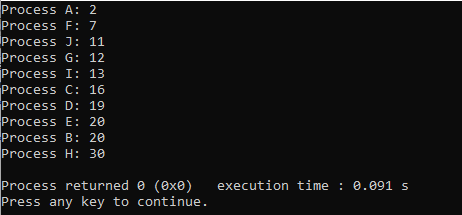 Process A: 2
Process F: 7
Process J: 11
Process G: 12
Process I: 13
Process C: 16
Process D: 19
Process E: 20
Process B: 20
Process H: 30
Process returned 0 (0x0)   execution time : 0.091 s
Press any key to continue.